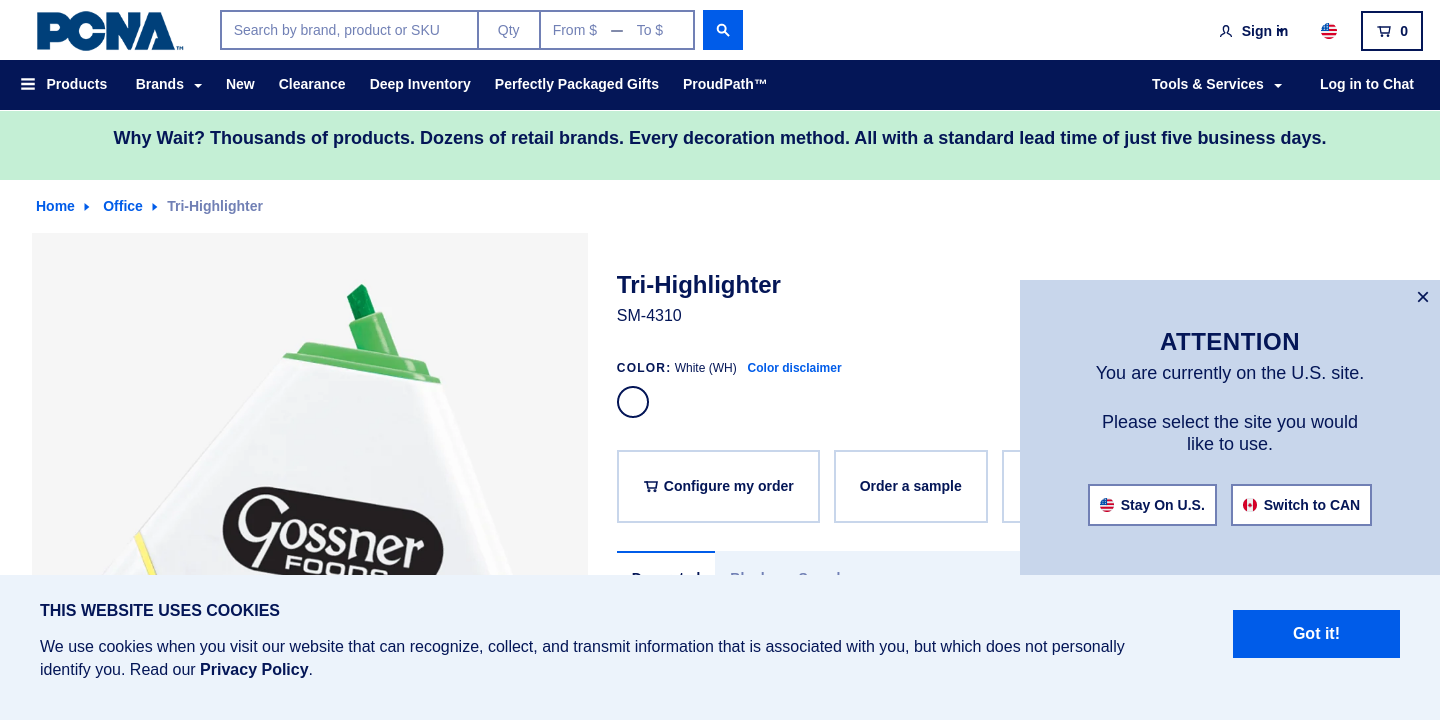 PCNA™
Search by brand, product or SKU
Qty
From $ — To $
Sign in
0
Products
Brands
New
Clearance
Deep Inventory
Perfectly Packaged Gifts
ProudPath™
Tools & Services
Log in to Chat
Why Wait? Thousands of products. Dozens of retail brands. Every decoration method. All with a standard lead time of just five business days.
Home
Office
Tri-Highlighter
Gossner
FOODS
Tri-Highlighter
SM-4310
COLOR: White (WH) Color disclaimer
Configure my order
Order a sample
×
ATTENTION
You are currently on the U.S. site.
Please select the site you would
like to use.
Stay On U.S.
Switch to CAN
THIS WEBSITE USES COOKIES
We use cookies when you visit our website that can recognize, collect, and transmit information that is associated with you, but which does not personally
identify you. Read our Privacy Policy.
Got it!